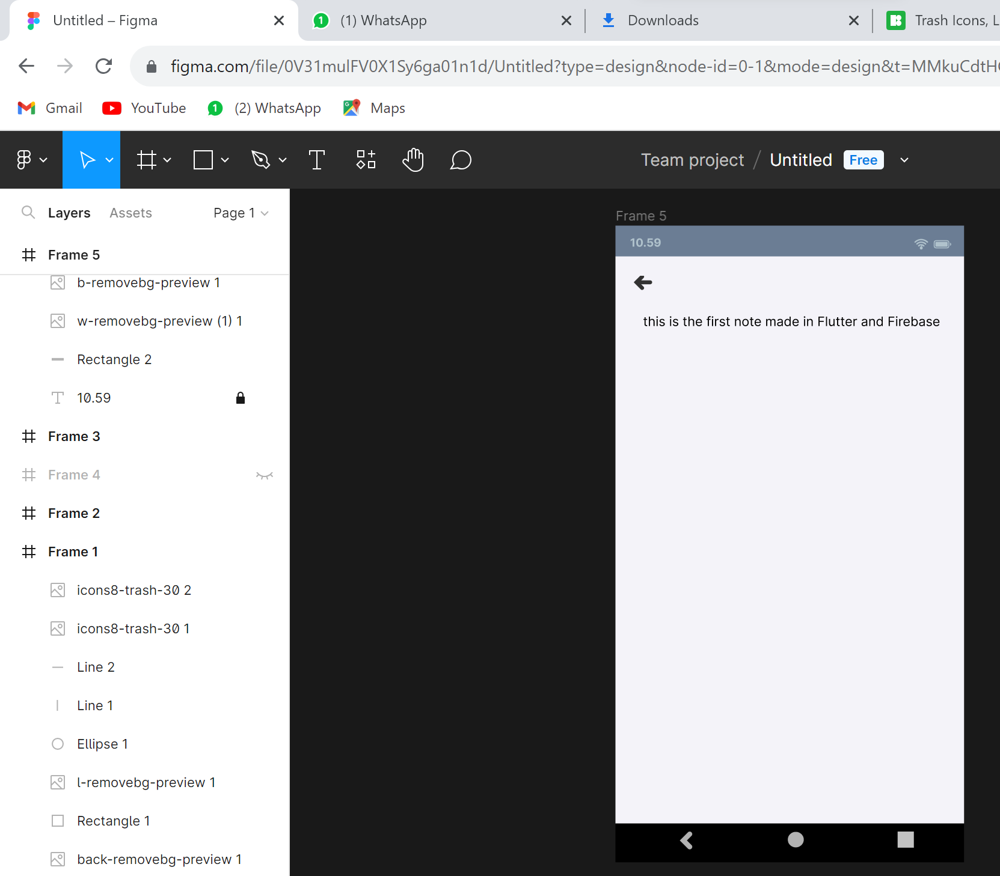 Untitled – Figma
1 (1) WhatsApp
Downloads
Trash Icons, L
figma.com/file/0V31mulFV0X1Sy6ga01n1d/Untitled?type=design&node-id=0-1&mode=design&t=MMkuCdtH
Gmail
YouTube
1 (2) WhatsApp
Maps
Team project / Untitled Free
Layers Assets Page 1
Frame 5
b-removebg-preview 1
w-removebg-preview (1) 1
Rectangle 2
10.59
Frame 3
Frame 4
Frame 2
Frame 1
icons8-trash-30 2
icons8-trash-30 1
Line 2
Line 1
Ellipse 1
l-removebg-preview 1
Rectangle 1
back-removebg-preview 1
Frame 5
10.59
this is the first note made in Flutter and Firebase